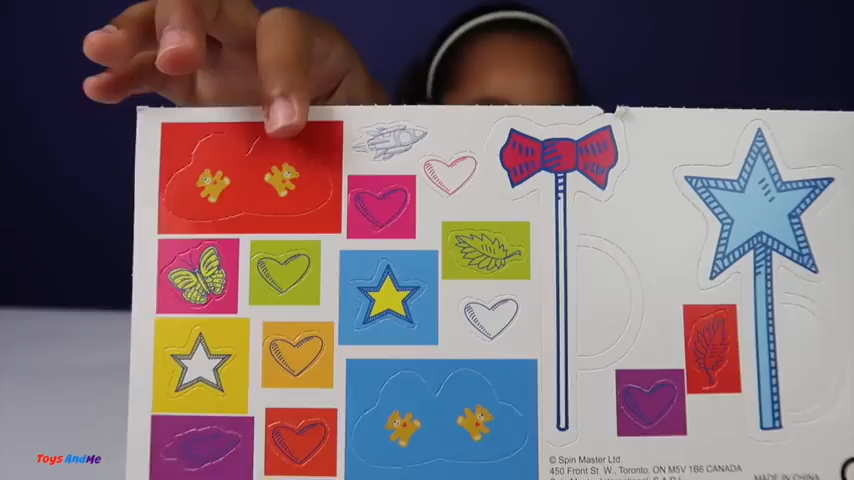 © Spin Master Ltd.
450 Front St. W., Toronto, ON M5V 1B6 CANADA
MADE IN CHINA
ToysAndMe